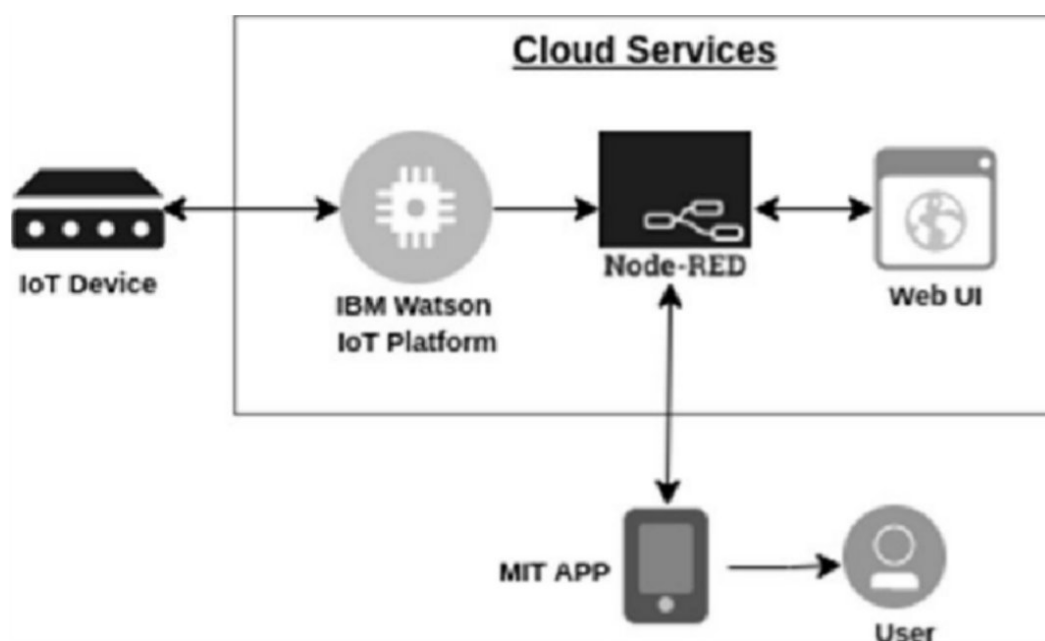 Cloud Services
IoT Device
IBM Watson
IoT Platform
Node-RED
Web UI
MIT APP
User